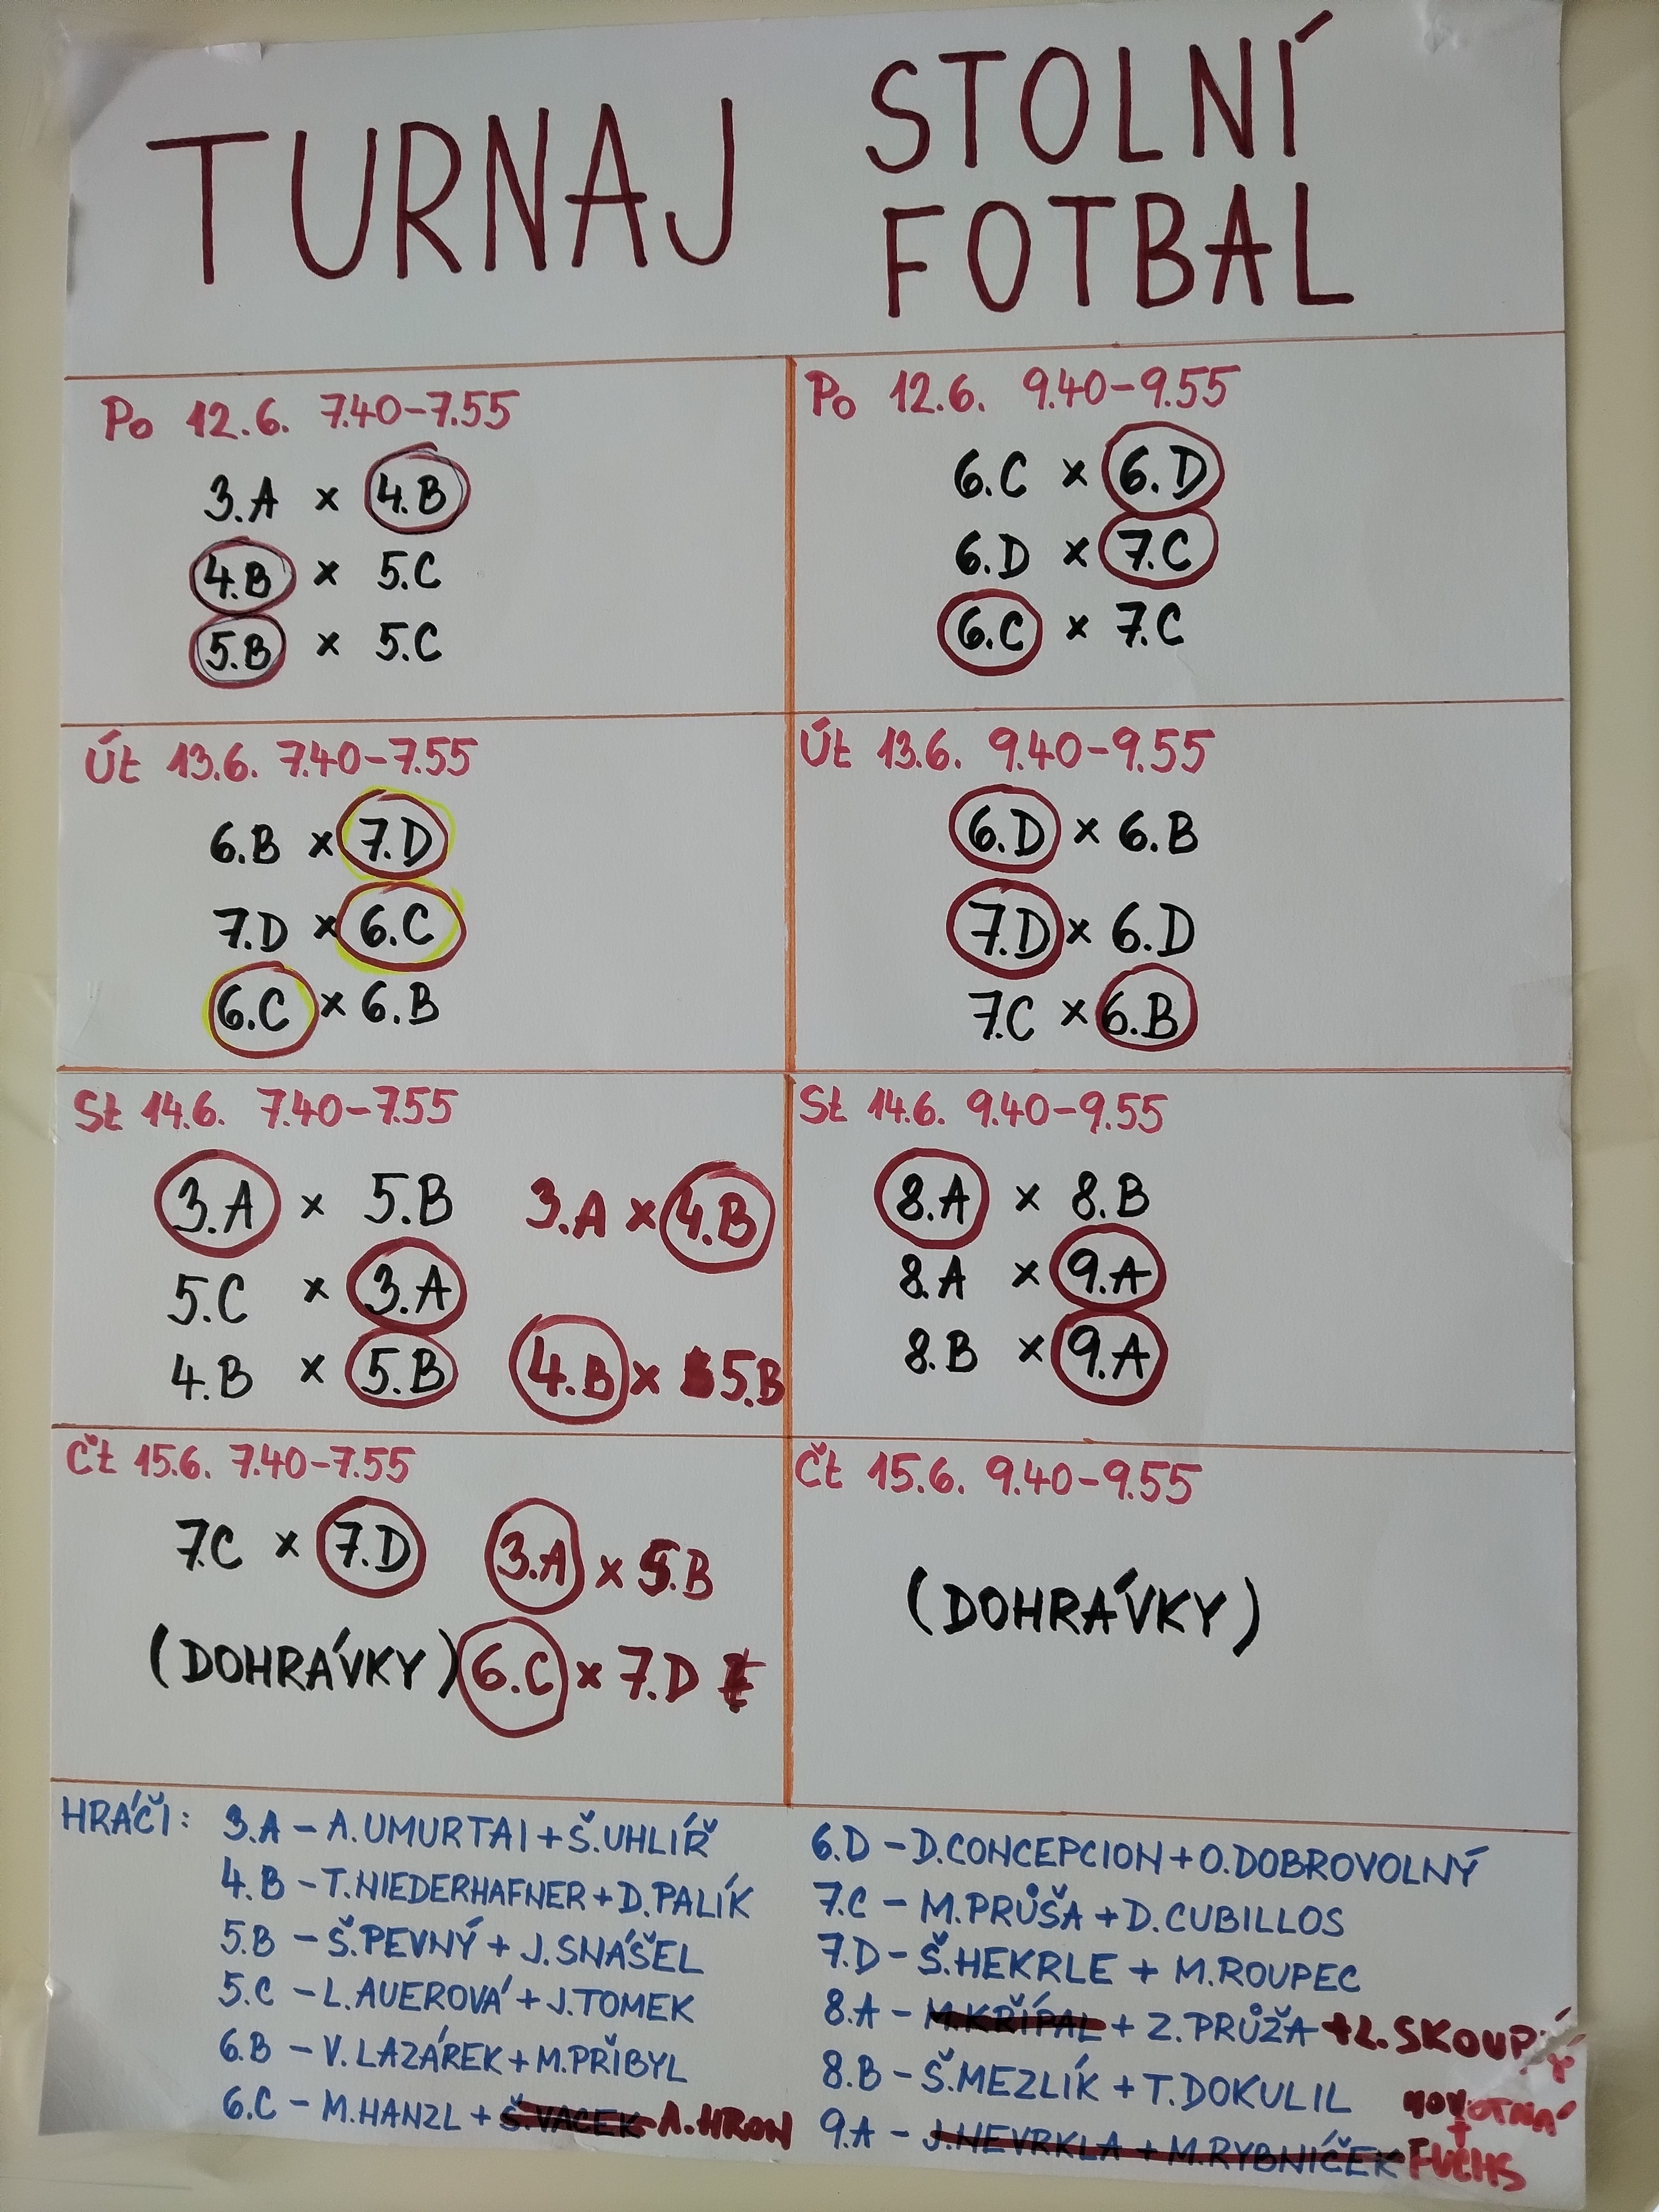 TURNAJ STOLNÍ
FOTBAL
Po 12.6. 7.40-7.55
3.A x 4.B
4.B x 5.C
5.B x 5.C
Po 12.6. 9.40-9.55
6.C x 6.D
6.D x 7.C
6.C x 7.C
Út 13.6. 7.40-7.55
6.B x 7.D
7.D x 6.C
6.C x 6.B
Út 13.6. 9.40-9.55
6.D x 6.B
7.D x 6.D
7.C x 6.B
St 14.6. 7.40-7.55
3.A x 5.B 3.A x 4.B
5.C x 3.A
4.B x 5.B 4.B x 5.B
St 14.6. 9.40-9.55
8.A x 8.B
8.A x 9.A
8.B x 9.A
Čt 15.6. 7.40-7.55
7.C x 7.D 3.A x 5.B
(DOHRÁVKY) 6.C x 7.D
Čt 15.6. 9.40-9.55
(DOHRÁVKY)
HRÁČI: 3.A - A.UMURTAI + Š.UHLÍŘ
4.B - T.NIEDERHAFNER + D.PALÍK
5.B - Š.PEVNÝ + J.SNÁŠEL
5.C - L.AUEROVÁ + J.TOMEK
6.B - V.LAZÁREK + M.PŘIBYL
6.C - M.HANZL + Š.VACEK A.HRON
6.D - D.CONCEPCION + O.DOBROVOLNÝ
7.C - M.PRŮŠA + D.CUBILLOS
7.D - Š.HEKRLE + M.ROUPEC
8.A - M.KŘÍPAL + Z.PRŮŽA + L.SKOUPÝ
8.B - Š.MEZLÍK + T.DOKULIL
9.A - J.NEVRKLA + M.RYBNÍČEK NOVOTNÁ + FUCHS